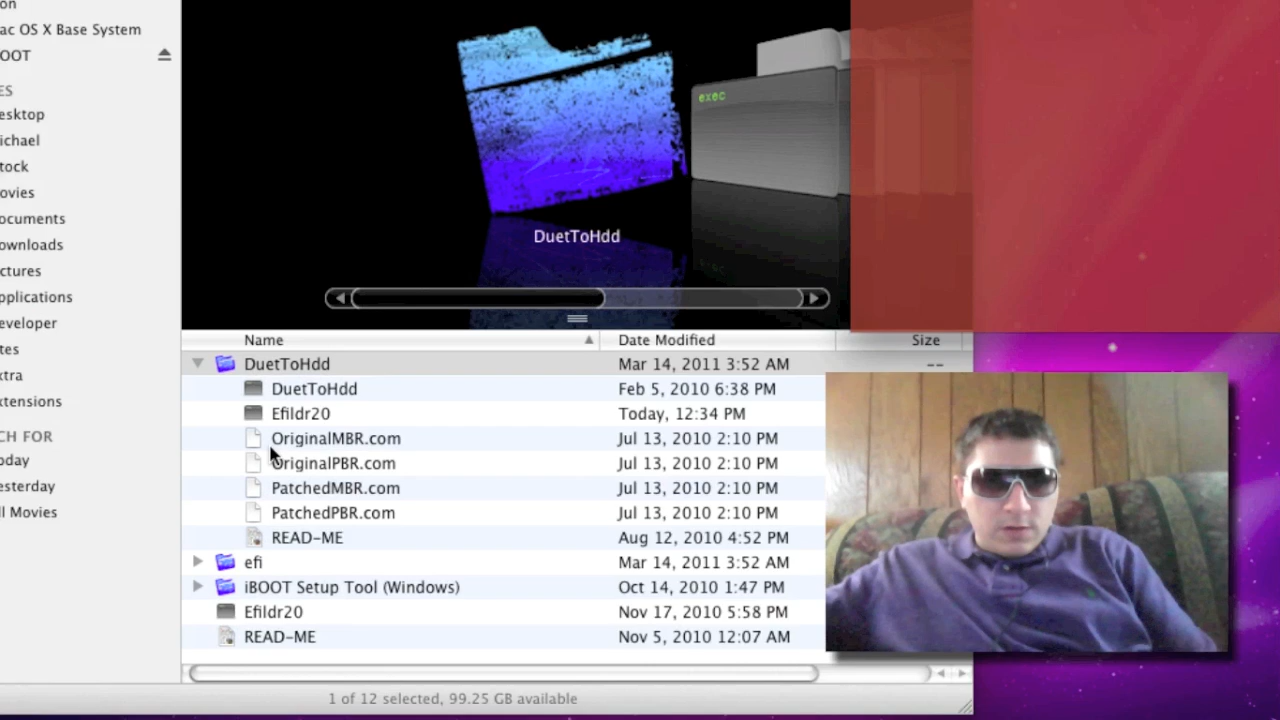 on
ac OS X Base System
OOT
ES
esktop
ichael
tock
ovies
ocuments
ownloads
ctures
pplications
eveloper
tes
xtra
xtensions
CH FOR
oday
esterday
ll Movies
exec
DuetToHdd
Name Date Modified Size
DuetToHdd Mar 14, 2011 3:52 AM --
DuetToHdd Feb 5, 2010 6:38 PM
Efildr20 Today, 12:34 PM
OriginalMBR.com Jul 13, 2010 2:10 PM
OriginalPBR.com Jul 13, 2010 2:10 PM
PatchedMBR.com Jul 13, 2010 2:10 PM
PatchedPBR.com Jul 13, 2010 2:10 PM
READ-ME Aug 12, 2010 4:52 PM
efi Mar 14, 2011 3:52 AM
iBOOT Setup Tool (Windows) Oct 14, 2010 1:47 PM
Efildr20 Nov 17, 2010 5:58 PM
READ-ME Nov 5, 2010 12:07 AM
1 of 12 selected, 99.25 GB available